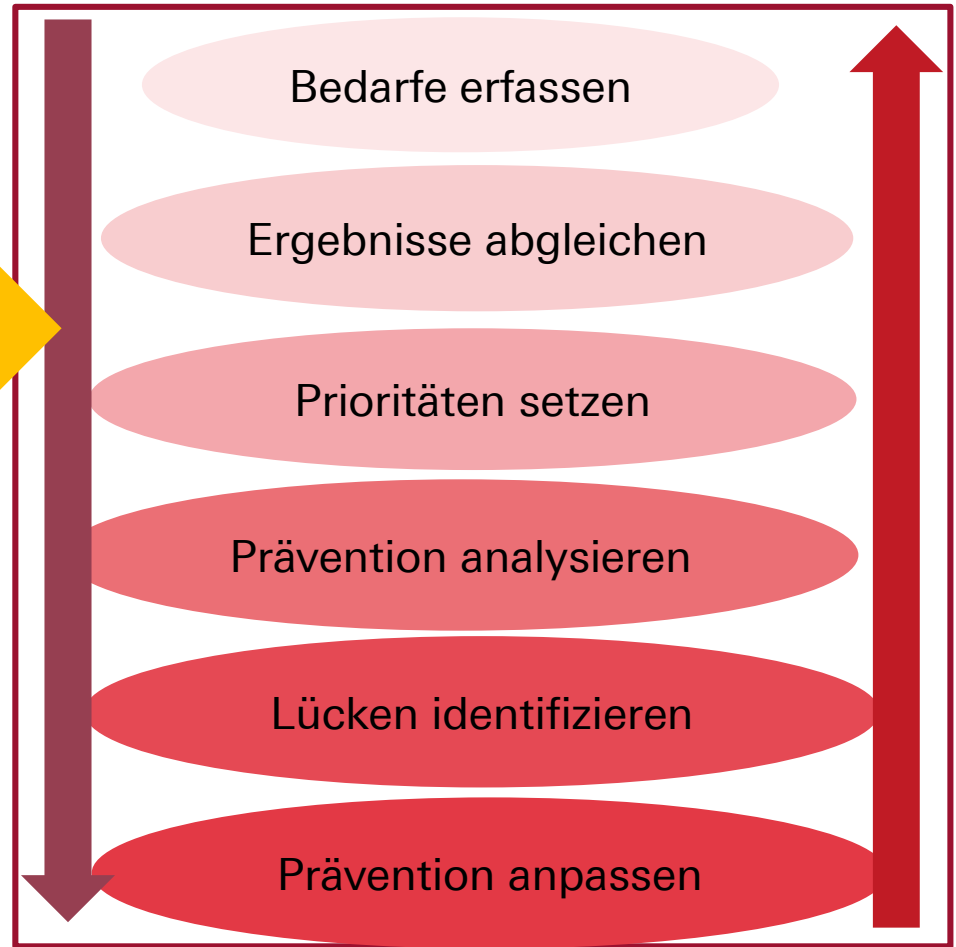 Bedarfe erfassen
Ergebnisse abgleichen
Prioritäten setzen
Prävention analysieren
Lücken identifizieren
Prävention anpassen